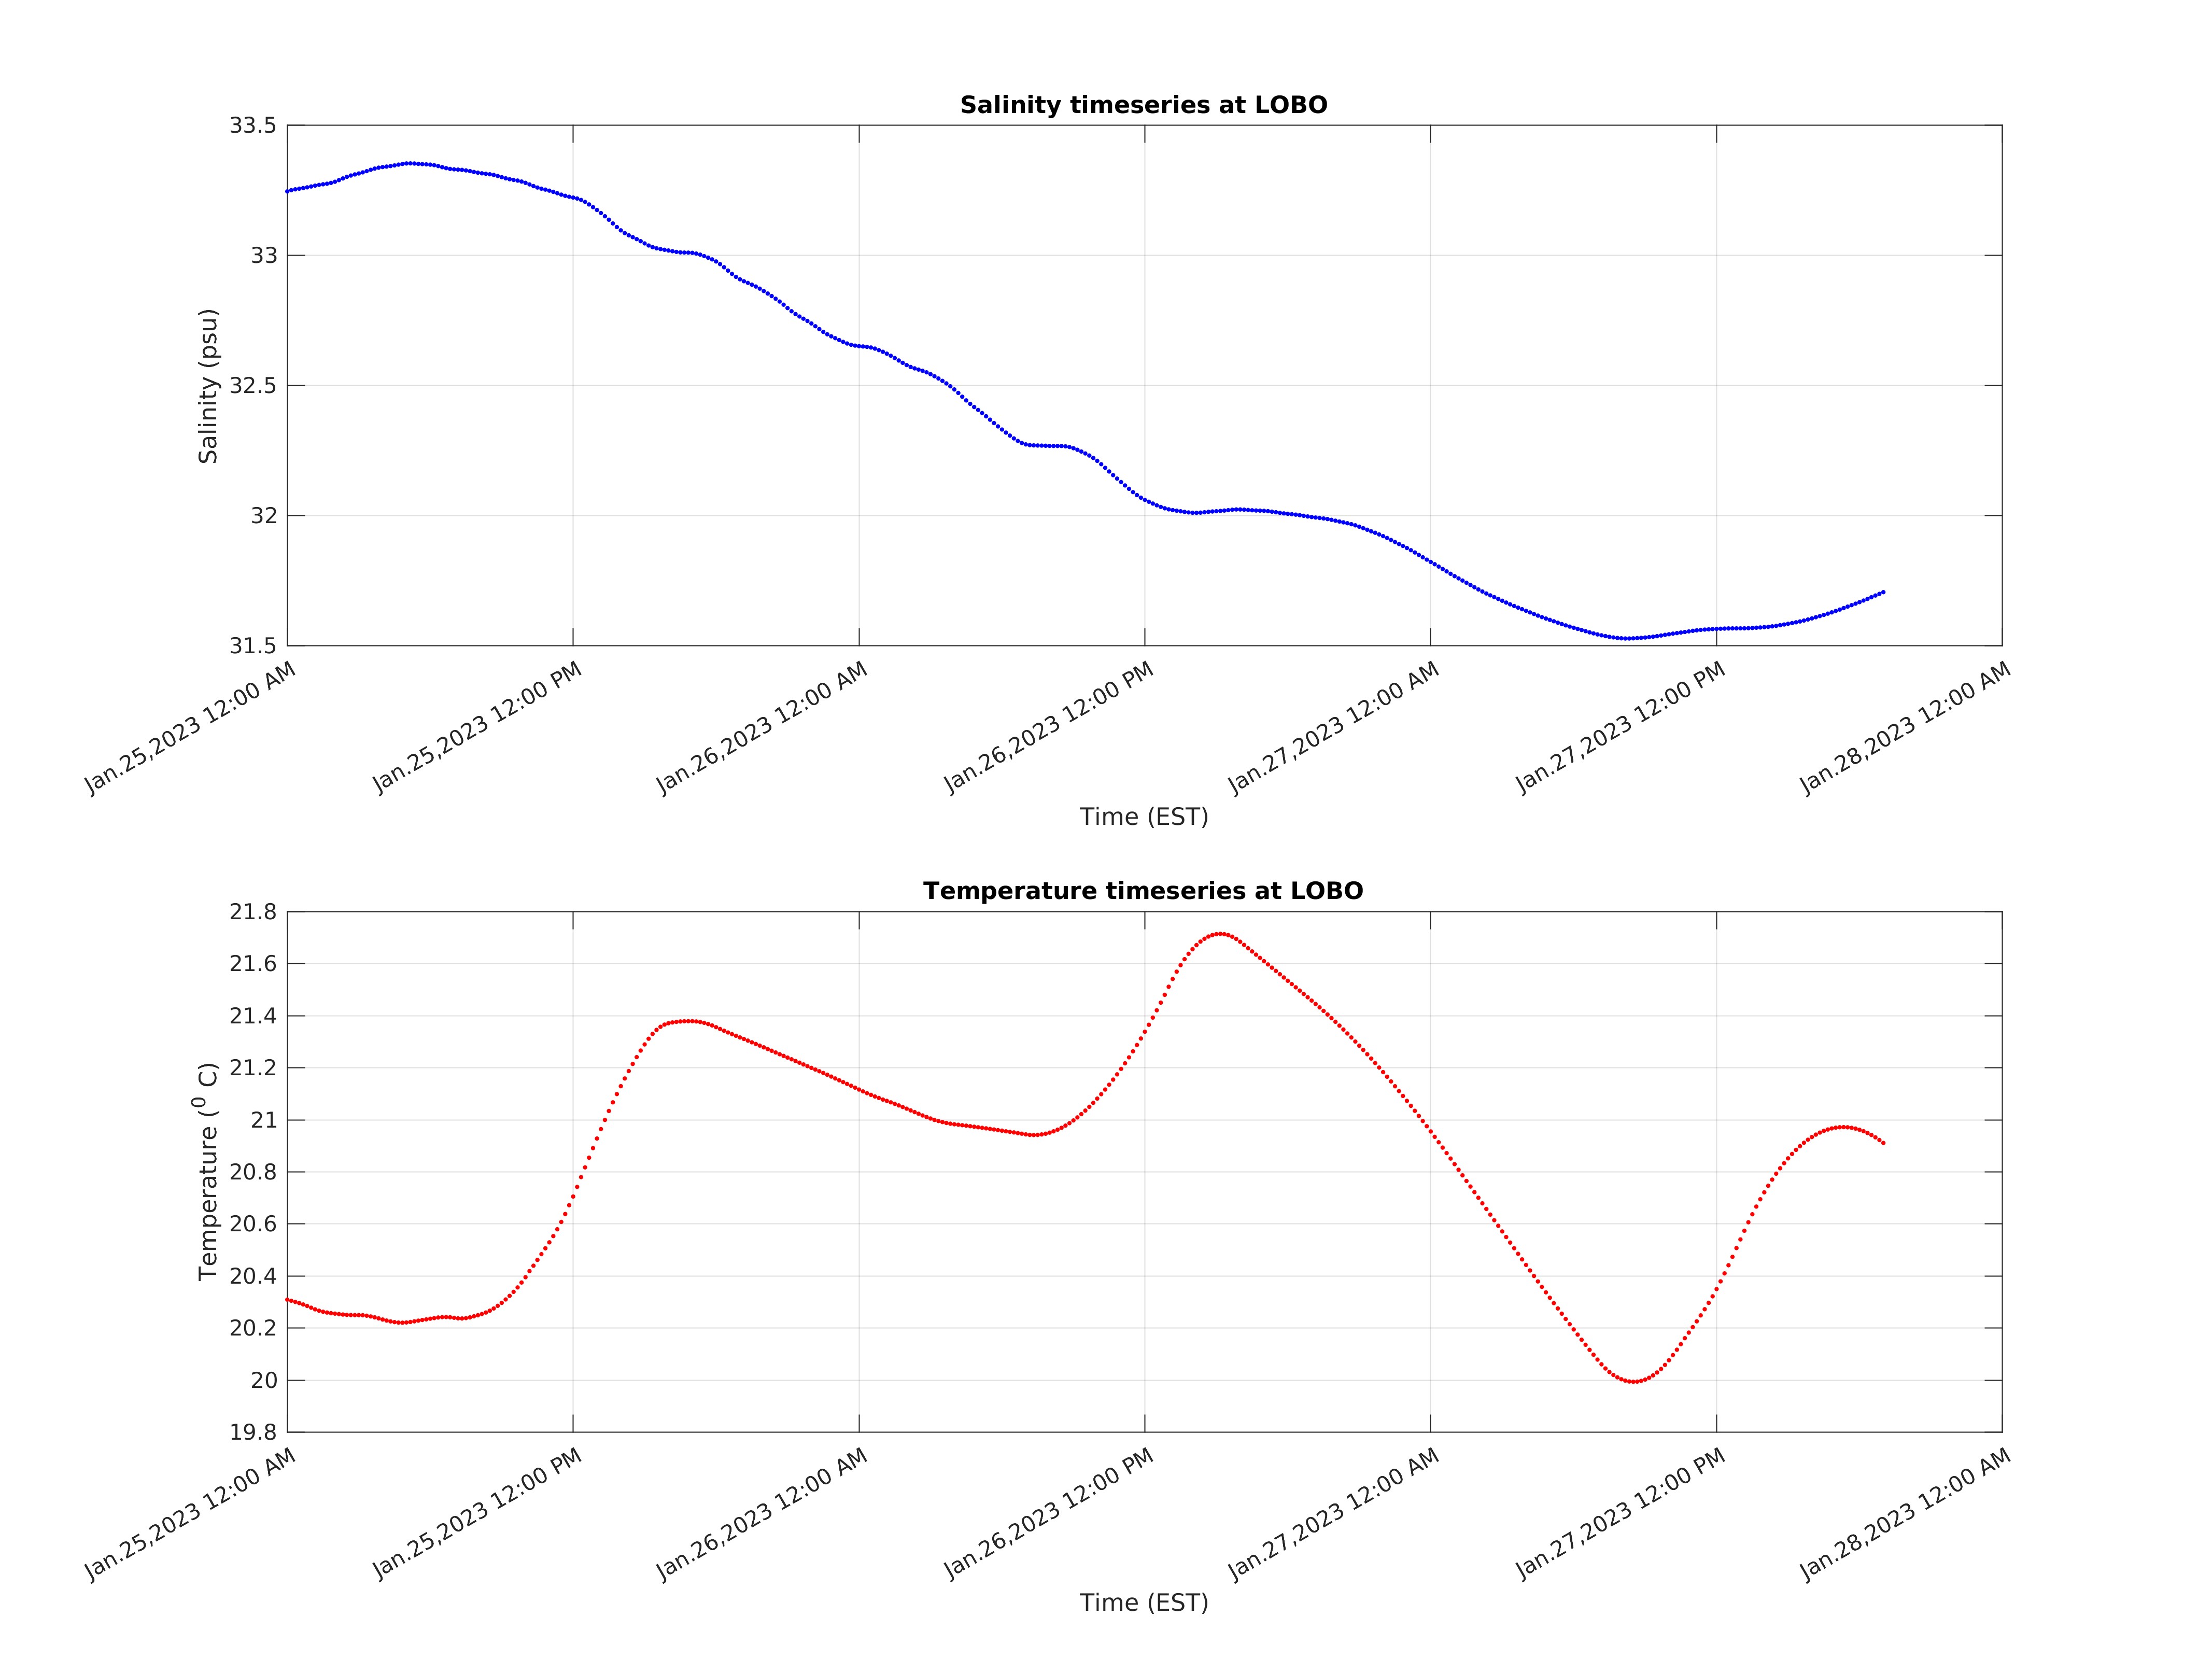 Salinity timeseries at LOBO
33.5
33
32.5
32
31.5
Salinity (psu)
Jan.25,2023 12:00 AM
Jan.25,2023 12:00 PM
Jan.26,2023 12:00 AM
Jan.26,2023 12:00 PM
Jan.27,2023 12:00 AM
Jan.27,2023 12:00 PM
Jan.28,2023 12:00 AM
Time (EST)
Temperature timeseries at LOBO
21.8
21.6
21.4
21.2
21
20.8
20.6
20.4
20.2
20
19.8
Temperature (⁰ C)
Jan.25,2023 12:00 AM
Jan.25,2023 12:00 PM
Jan.26,2023 12:00 AM
Jan.26,2023 12:00 PM
Jan.27,2023 12:00 AM
Jan.27,2023 12:00 PM
Jan.28,2023 12:00 AM
Time (EST)